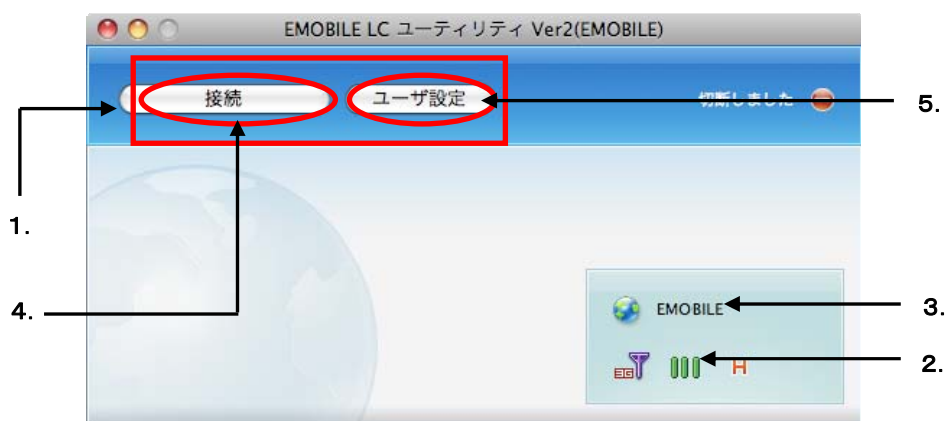 EMOBILE LC ユーティリティ Ver2(EMOBILE)
接続 ユーザ設定 切断しました 5.
1.
4. EMOBILE 3.
EG H 2.